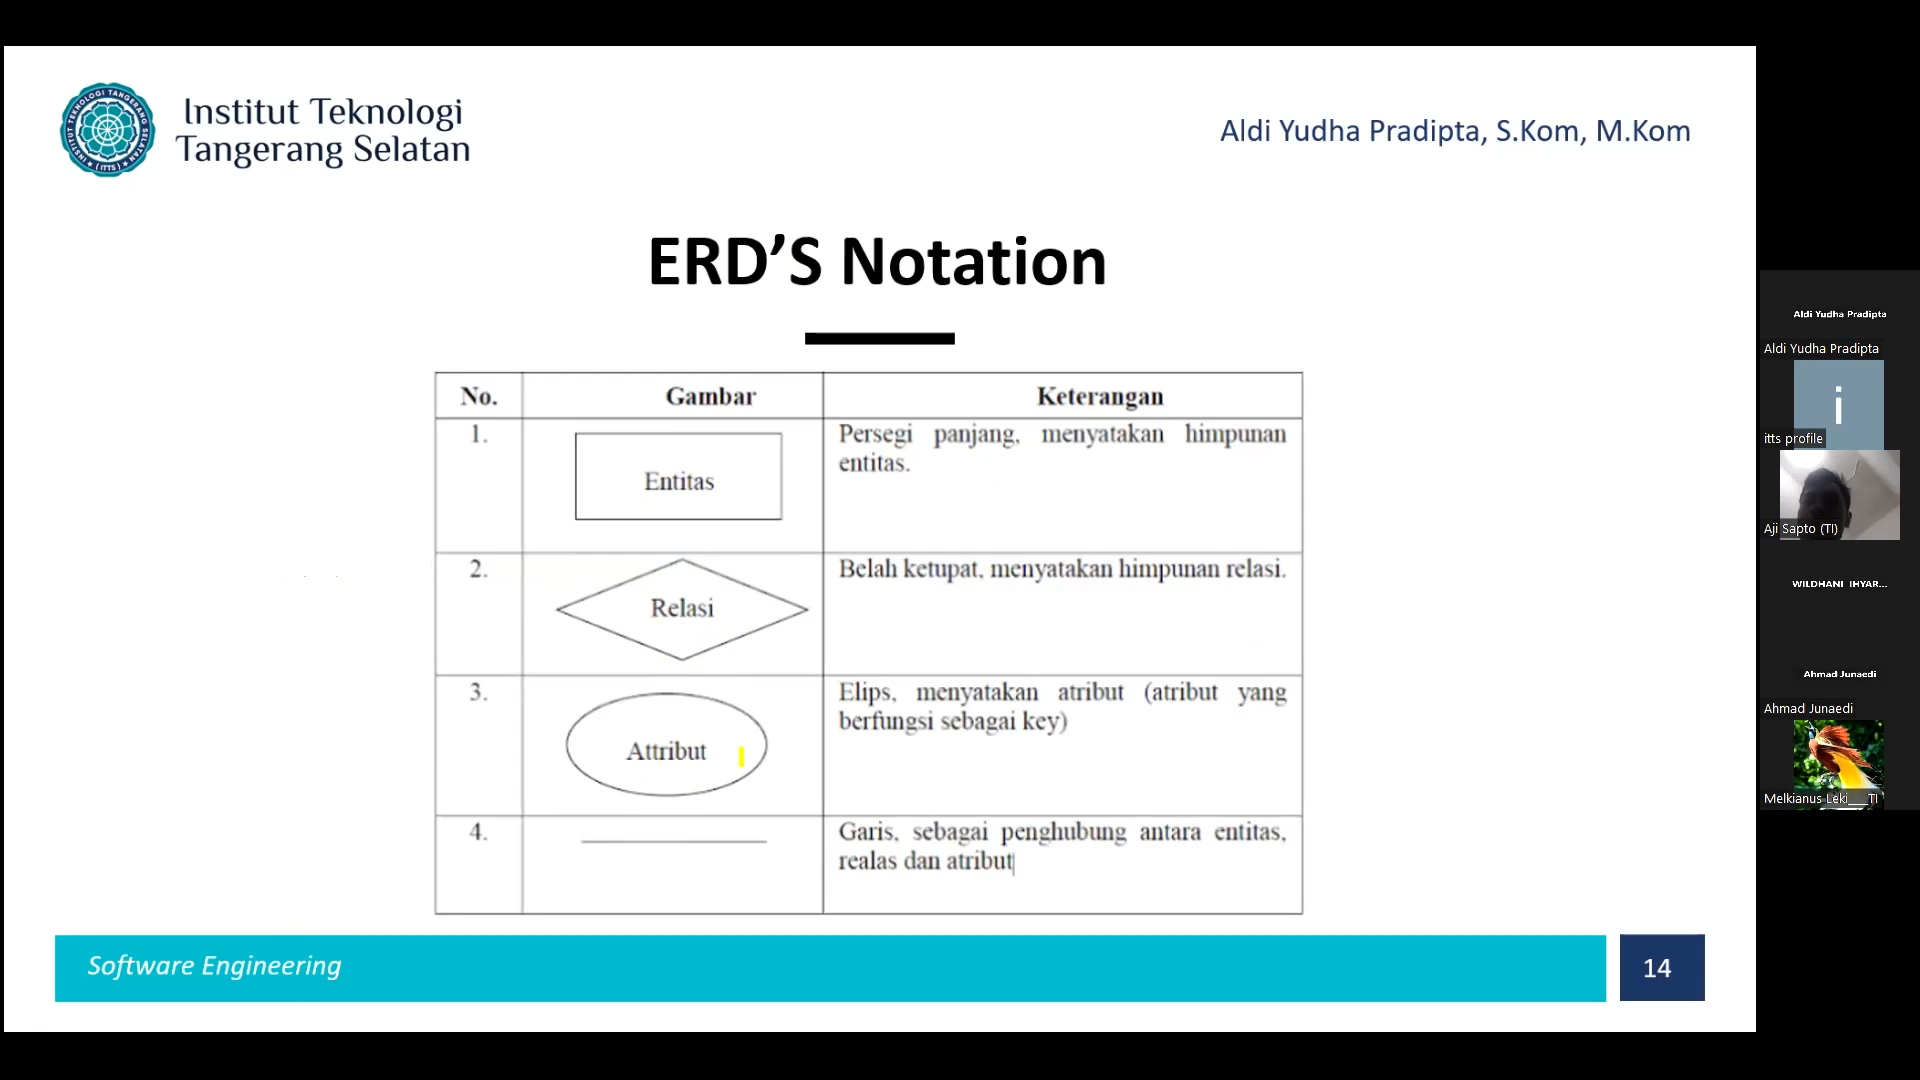 Institut Teknologi
Tangerang Selatan
Aldi Yudha Pradipta, S.Kom, M.Kom
ERD’S Notation
No. Gambar Keterangan
1. Entitas Persegi panjang, menyatakan himpunan
entitas.
2. Relasi Belah ketupat, menyatakan himpunan relasi.
3. Attribut Elips, menyatakan atribut (atribut yang
berfungsi sebagai key)
4. Garis, sebagai penghubung antara entitas,
realas dan atribut
Software Engineering
14
Aldi Yudha Pradipta
Aldi Yudha Pradipta
i
itts profile
Aji Sapto (TI)
WILDHANI IHYAR...
Ahmad Junaedi
Ahmad Junaedi
Melkianus Leki___TI